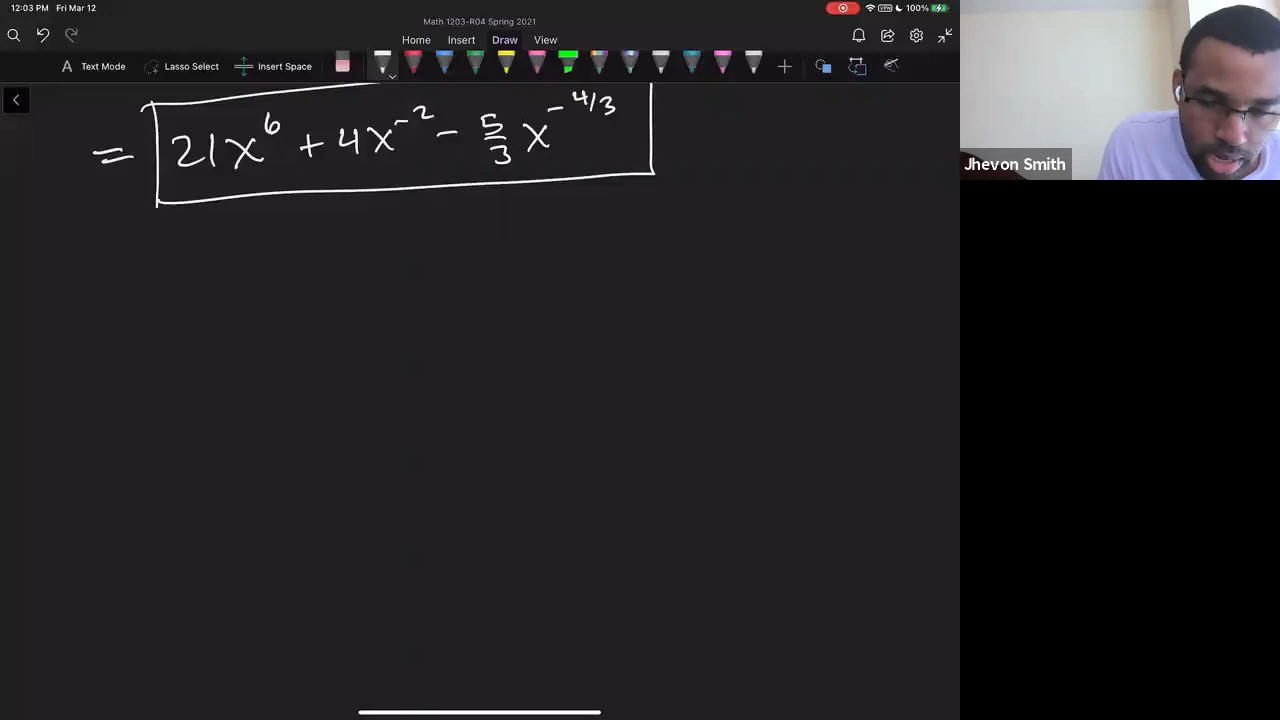 12:03 PM Fri Mar 12
VPN 100%
Math 1203-R04 Spring 2021
Home Insert Draw View
A Text Mode Lasso Select Insert Space
= 21x^6 + 4x^-2 - 5/3 x^-4/3
Jhevon Smith